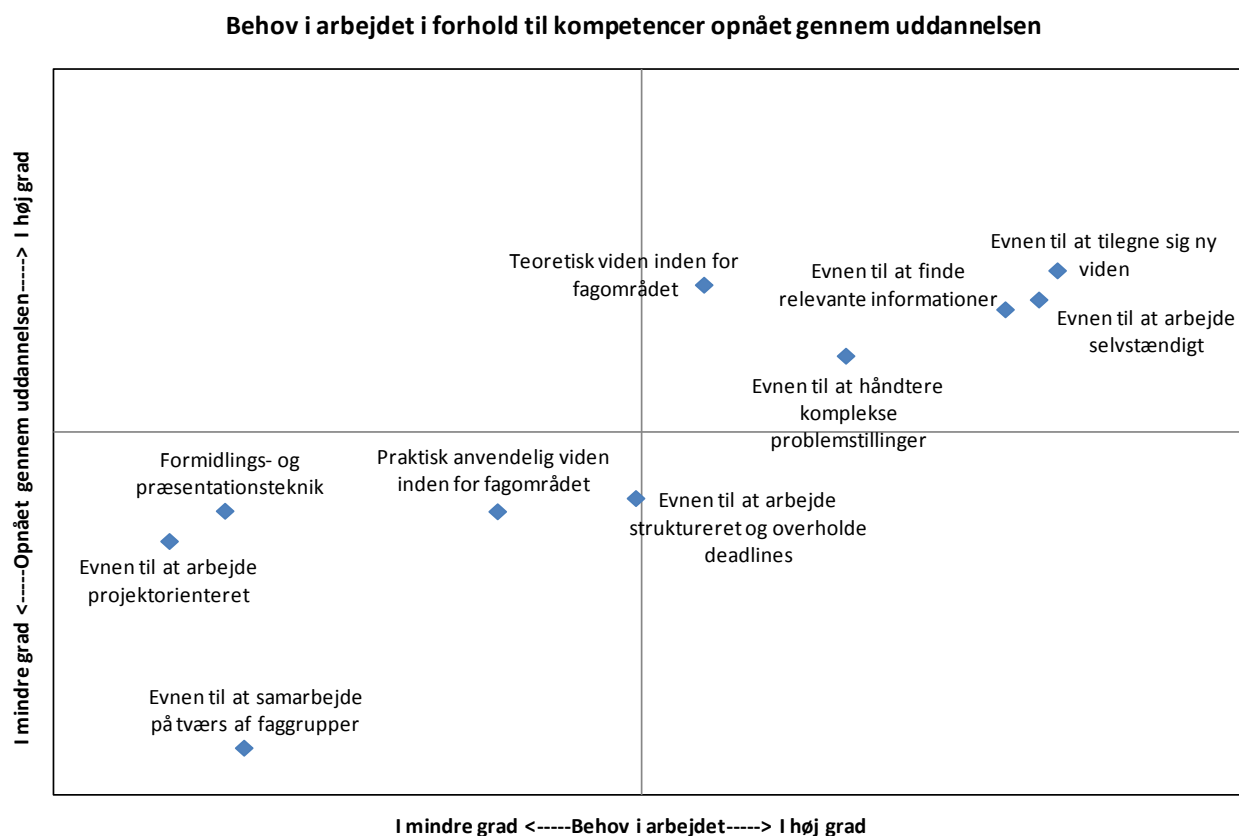 Behov i arbejdet i forhold til kompetencer opnået gennem uddannelsen
I mindre grad <-----Opnået gennem uddannelsen-----> I høj grad
Evnen til at tilegne sig ny
viden
Teoretisk viden inden for
fagområdet
Evnen til at finde
relevante informationer
Evnen til at arbejde
selvstændigt
Evnen til at håndtere
komplekse
problemstillinger
Formidlings- og
præsentationsteknik
Praktisk anvendelig viden
inden for fagområdet
Evnen til at arbejde
struktureret og overholde
deadlines
Evnen til at arbejde
projektorienteret
Evnen til at samarbejde
på tværs af faggrupper
I mindre grad <-----Behov i arbejdet-----> I høj grad